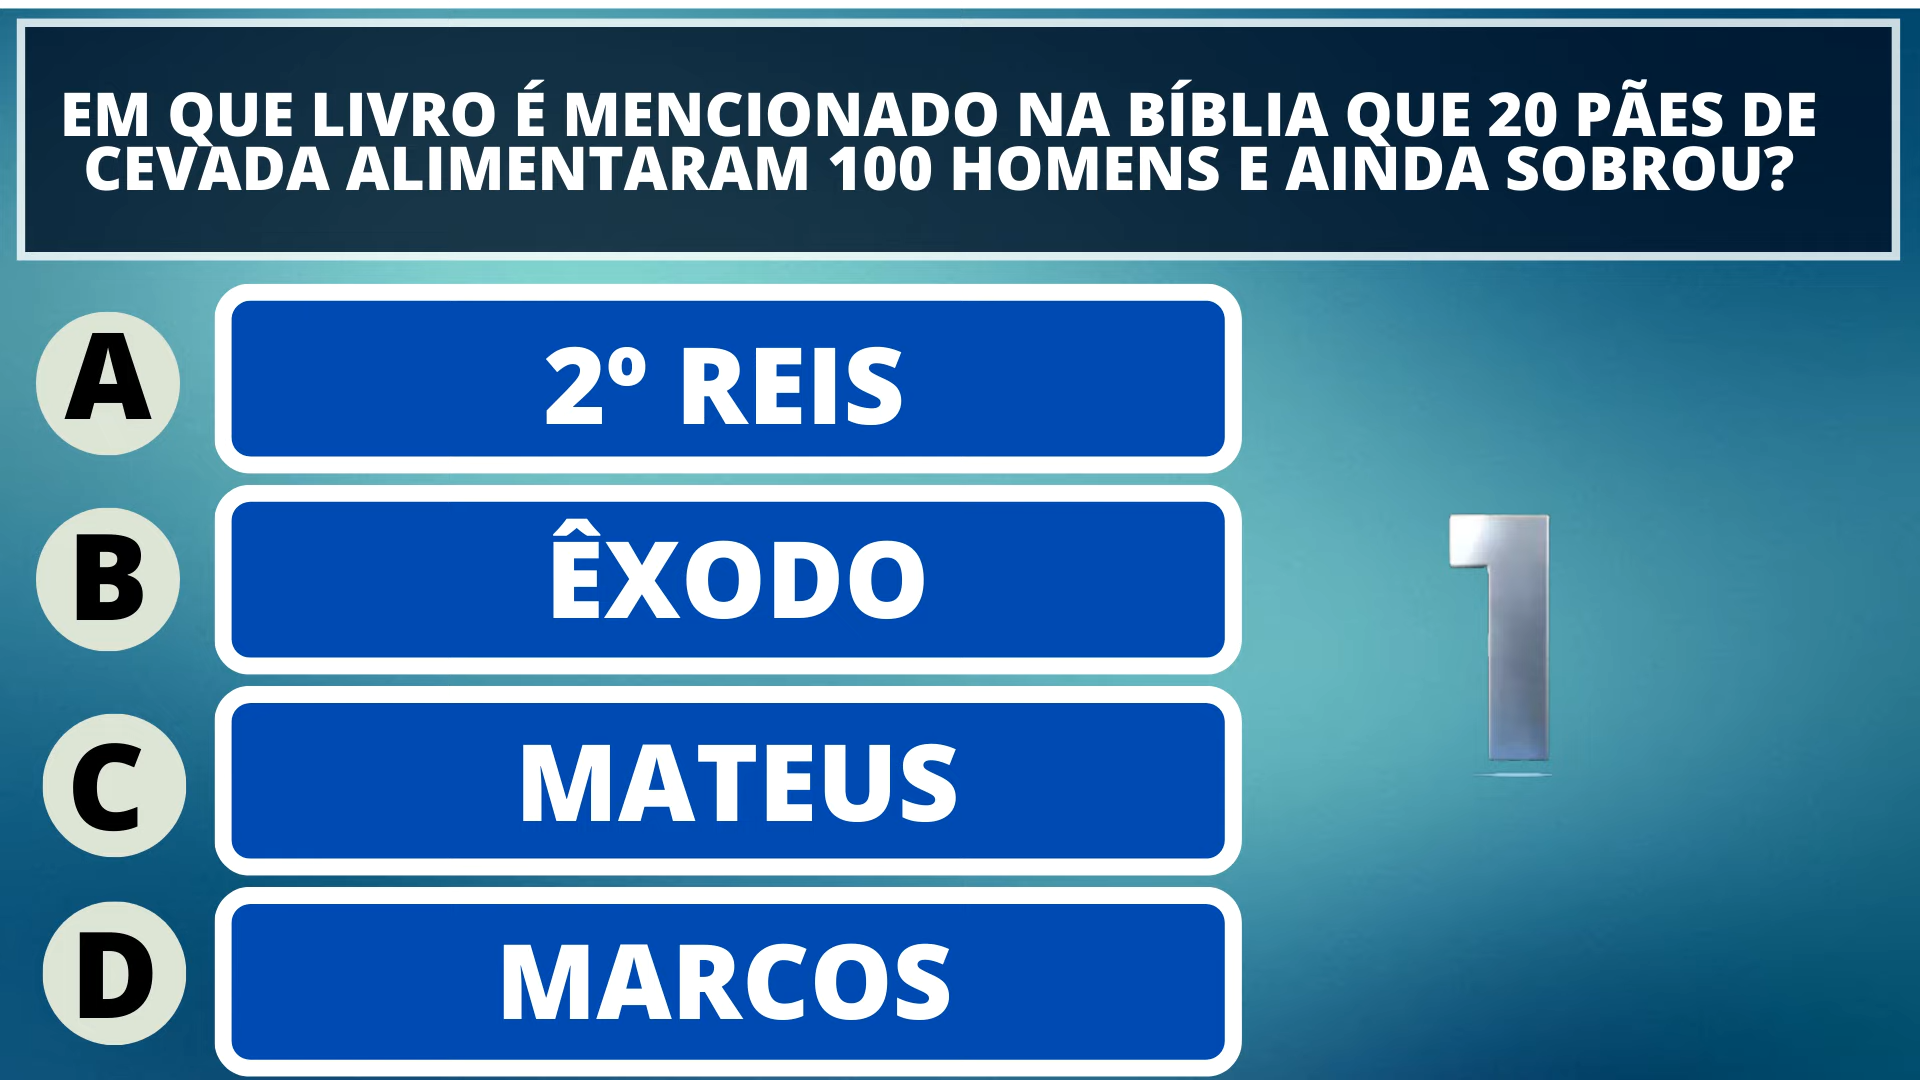 EM QUE LIVRO É MENCIONADO NA BÍBLIA QUE 20 PÃES DE
CEVADA ALIMENTARAM 100 HOMENS E AINDA SOBROU?
A
2º REIS
B
ÊXODO
1
C
MATEUS
D
MARCOS